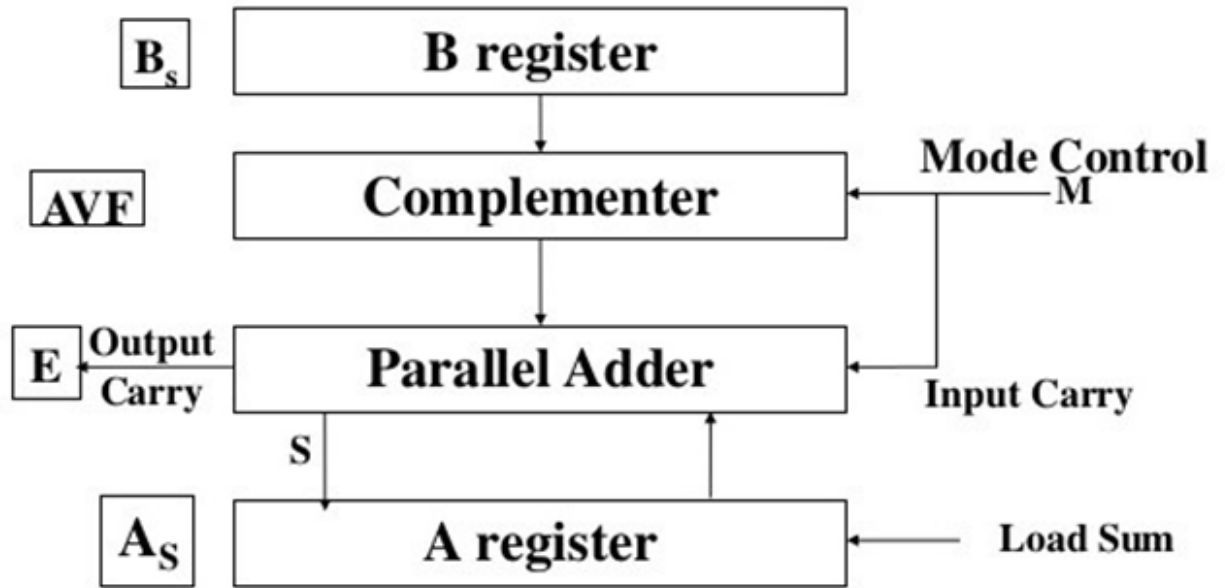 Bs
B register
Mode Control
M
Complementer
AVF
Output
Carry
E
Parallel Adder
Input Carry
S
As
A register
Load Sum